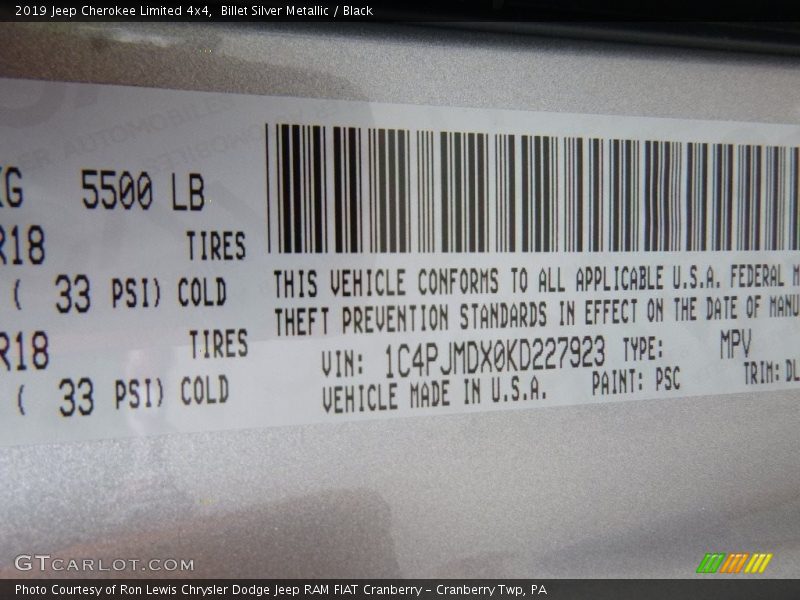 2019 Jeep Cherokee Limited 4x4, Billet Silver Metallic / Black
KG 5500 LB
R18 TIRES
( 33 PSI) COLD
R18 TIRES
( 33 PSI) COLD
THIS VEHICLE CONFORMS TO ALL APPLICABLE U.S.A. FEDERAL M
THEFT PREVENTION STANDARDS IN EFFECT ON THE DATE OF MANU
VIN: 1C4PJMDX0KD227923 TYPE: MPV
VEHICLE MADE IN U.S.A. PAINT: PSC TRIM: DL
GTCARLOT.COM
Photo Courtesy of Ron Lewis Chrysler Dodge Jeep RAM FIAT Cranberry – Cranberry Twp, PA